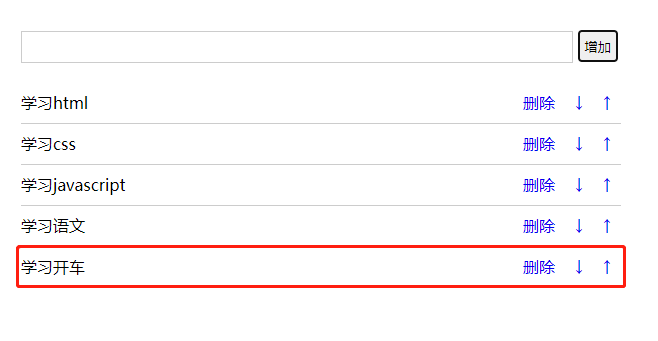 增加
学习html 删除 ↓ ↑
学习css 删除 ↓ ↑
学习javascript 删除 ↓ ↑
学习语文 删除 ↓ ↑
学习开车 删除 ↓ ↑